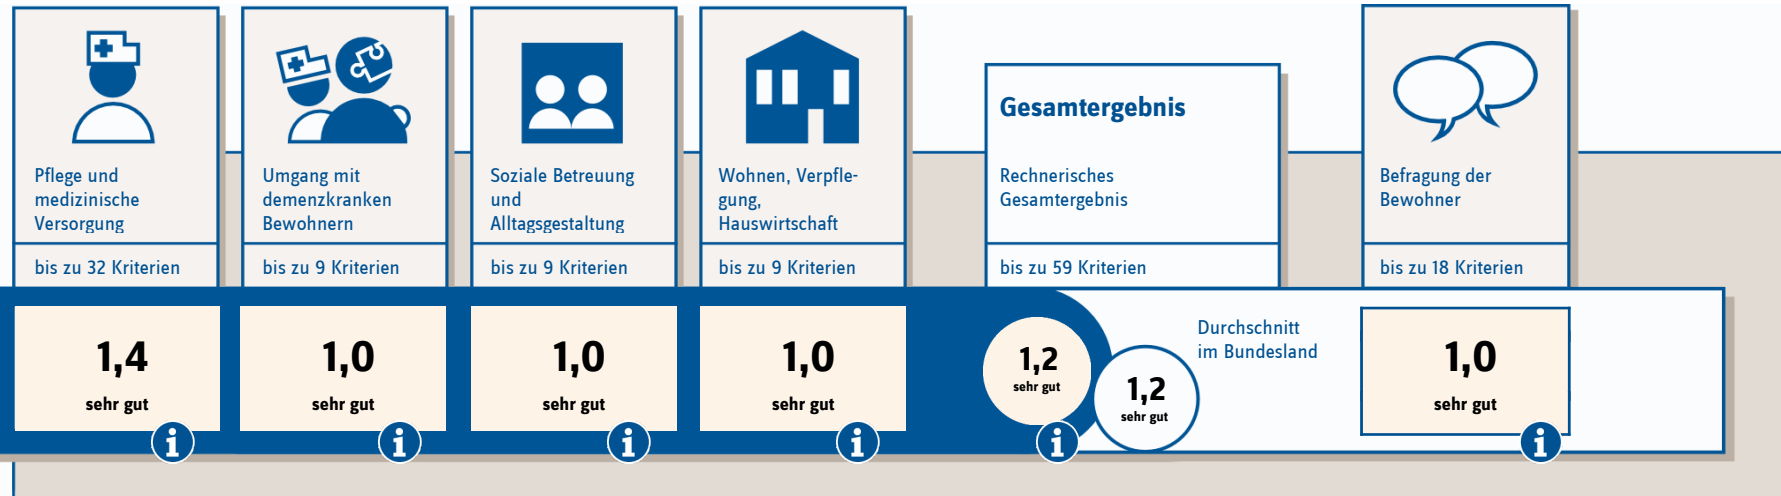 Pflege und
medizinische
Versorgung
bis zu 32 Kriterien
1,4
sehr gut
i
Umgang mit
demenzkranken
Bewohnern
bis zu 9 Kriterien
1,0
sehr gut
i
Soziale Betreuung
und
Alltagsgestaltung
bis zu 9 Kriterien
1,0
sehr gut
i
Wohnen, Verpfle-
gung,
Hauswirtschaft
bis zu 9 Kriterien
1,0
sehr gut
i
Gesamtergebnis
Rechnerisches
Gesamtergebnis
bis zu 59 Kriterien
1,2
sehr gut
i
Durchschnitt
im Bundesland
1,2
sehr gut
Befragung der
Bewohner
bis zu 18 Kriterien
1,0
sehr gut
i